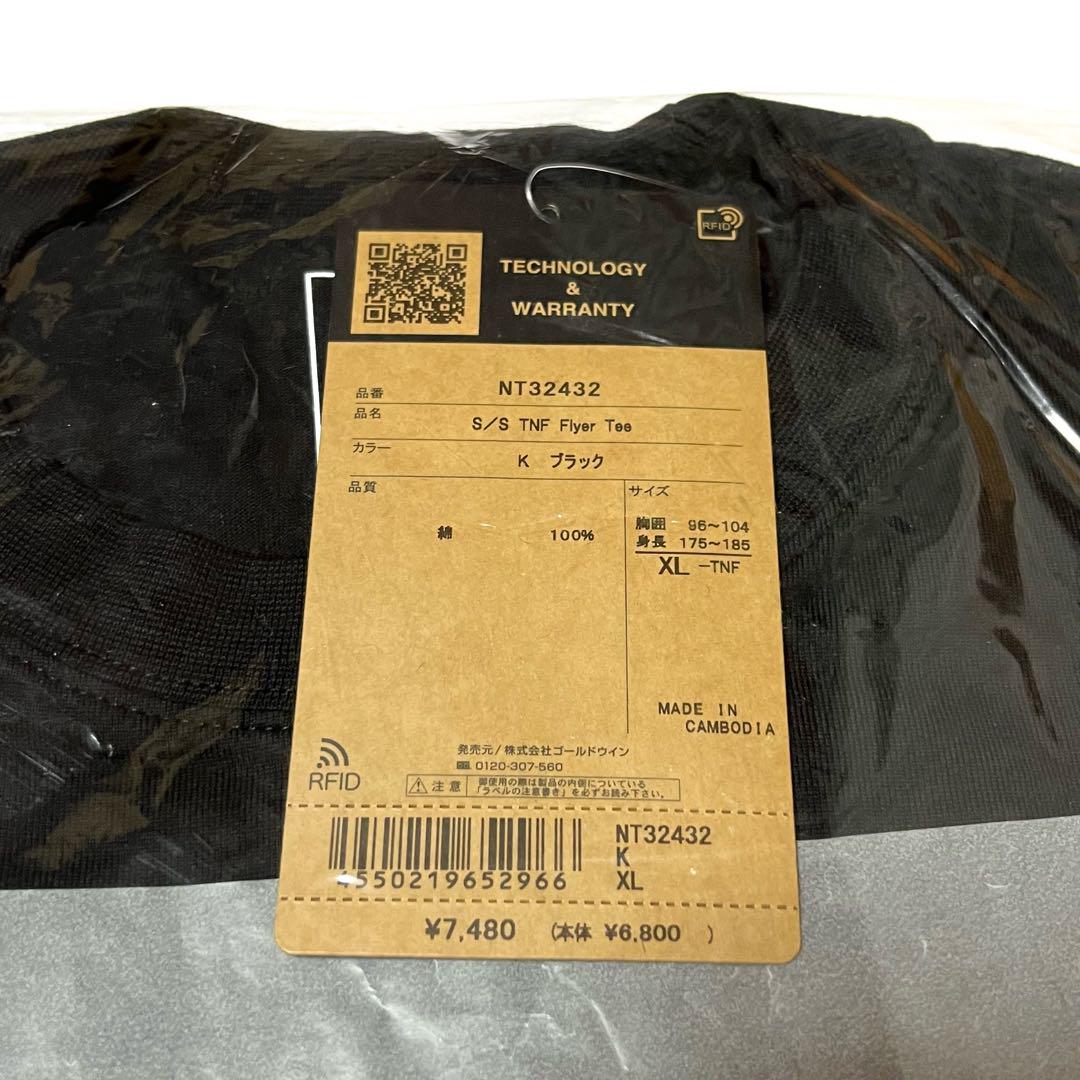 RFID
TECHNOLOGY
&
WARRANTY
品番 NT32432
品名 S/S TNF Flyer Tee
カラー K ブラック
品質 サイズ
綿 100%
胸囲 96~104
身長 175~185
XL -TNF
MADE IN
CAMBODIA
RFID
発売元/株式会社ゴールドウイン
0120-307-560
注意 御使用の際は製品の内側についている
「ラベルの注意書き」を必ずお読み下さい。
4550219652966
NT32432
K
XL
¥7,480 (本体 ¥6,800 )